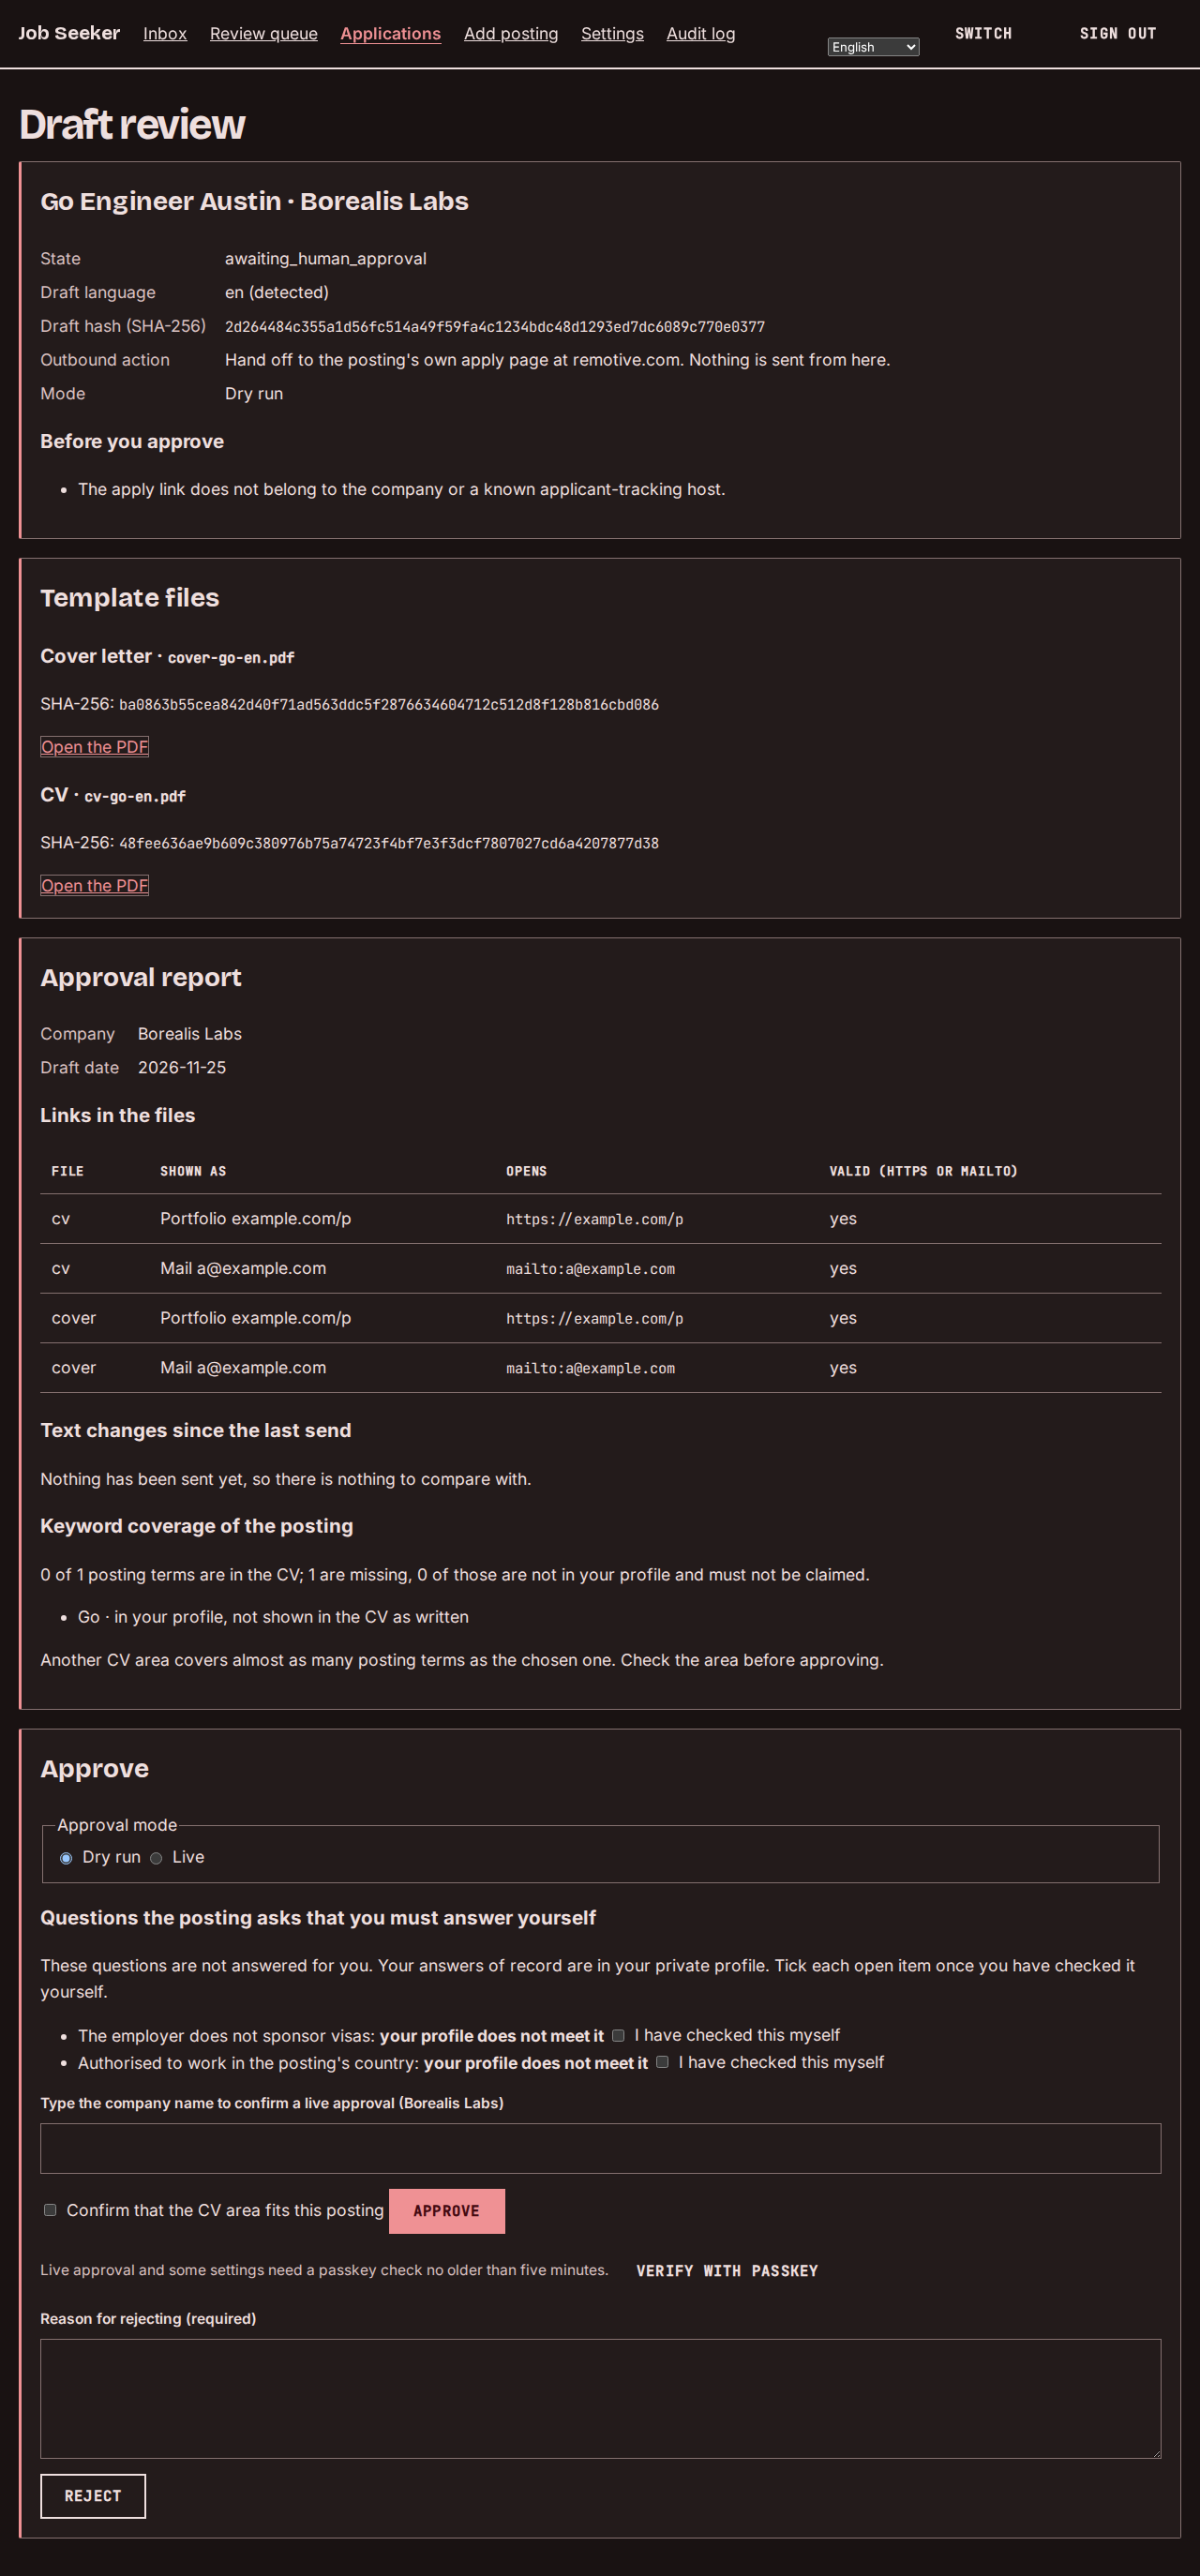 Job Seeker Inbox Review queue Applications Add posting Settings Audit log English SWITCH SIGN OUT
Draft review
Go Engineer Austin · Borealis Labs
State awaiting_human_approval
Draft language en (detected)
Draft hash (SHA-256) 2d264484c355a1d56fc514a49f59fa4c1234bdc48d1293ed7dc6089c770e0377
Outbound action Hand off to the posting's own apply page at remotive.com. Nothing is sent from here.
Mode Dry run
Before you approve
• The apply link does not belong to the company or a known applicant-tracking host.
Template files
Cover letter · cover-go-en.pdf
SHA-256: ba0863b55cea842d40f71ad563ddc5f2876634604712c512d8f128b816cbd086
Open the PDF
CV · cv-go-en.pdf
SHA-256: 48fee636ae9b609c380976b75a74723f4bf7e3f3dcf7807027cd6a4207877d38
Open the PDF
Approval report
Company Borealis Labs
Draft date 2026-11-25
Links in the files
FILE SHOWN AS OPENS VALID (HTTPS OR MAILTO)
cv Portfolio example.com/p https://example.com/p yes
cv Mail a@example.com mailto:a@example.com yes
cover Portfolio example.com/p https://example.com/p yes
cover Mail a@example.com mailto:a@example.com yes
Text changes since the last send
Nothing has been sent yet, so there is nothing to compare with.
Keyword coverage of the posting
0 of 1 posting terms are in the CV; 1 are missing, 0 of those are not in your profile and must not be claimed.
• Go · in your profile, not shown in the CV as written
Another CV area covers almost as many posting terms as the chosen one. Check the area before approving.
Approve
Approval mode
Dry run Live
Questions the posting asks that you must answer yourself
These questions are not answered for you. Your answers of record are in your private profile. Tick each open item once you have checked it
yourself.
• The employer does not sponsor visas: your profile does not meet it I have checked this myself
• Authorised to work in the posting's country: your profile does not meet it I have checked this myself
Type the company name to confirm a live approval (Borealis Labs)
Confirm that the CV area fits this posting APPROVE
Live approval and some settings need a passkey check no older than five minutes. VERIFY WITH PASSKEY
Reason for rejecting (required)
REJECT